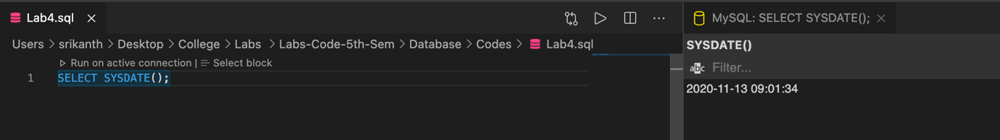 Lab4.sql
Users > srikanth > Desktop > College > Labs > Labs-Code-5th-Sem > Database > Codes > Lab4.sql
Run on active connection | Select block
1 SELECT SYSDATE();
MySQL: SELECT SYSDATE();
SYSDATE()
abc Filter...
2020-11-13 09:01:34